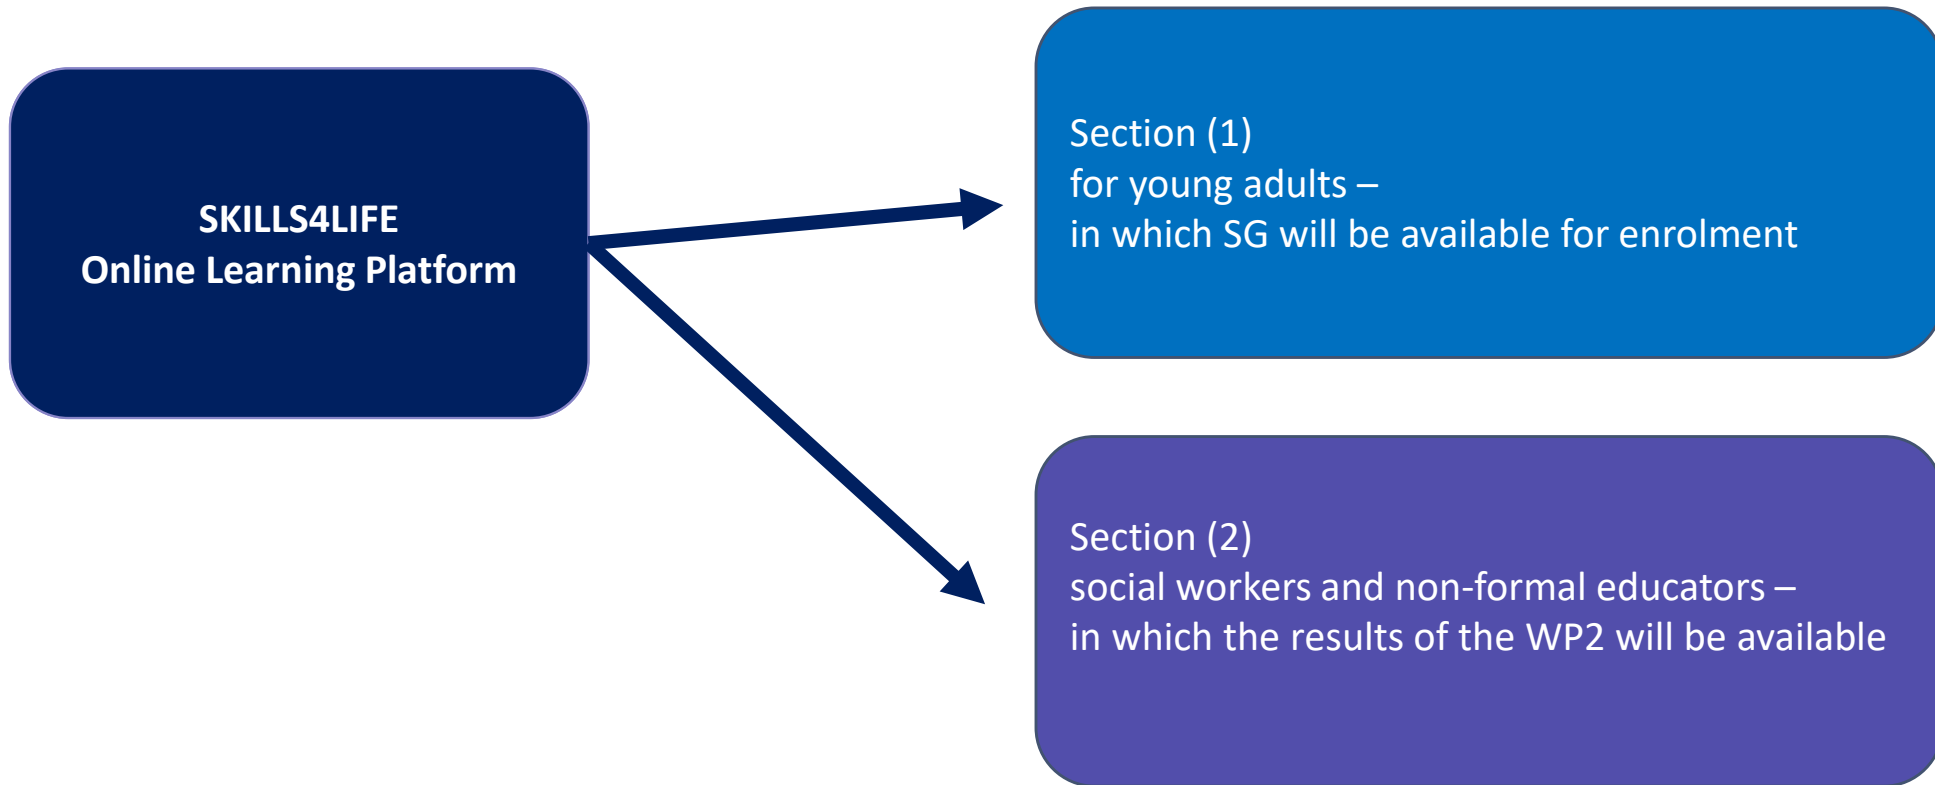 SKILLS4LIFE
Online Learning Platform
Section (1)
for young adults –
in which SG will be available for enrolment
Section (2)
social workers and non-formal educators –
in which the results of the WP2 will be available